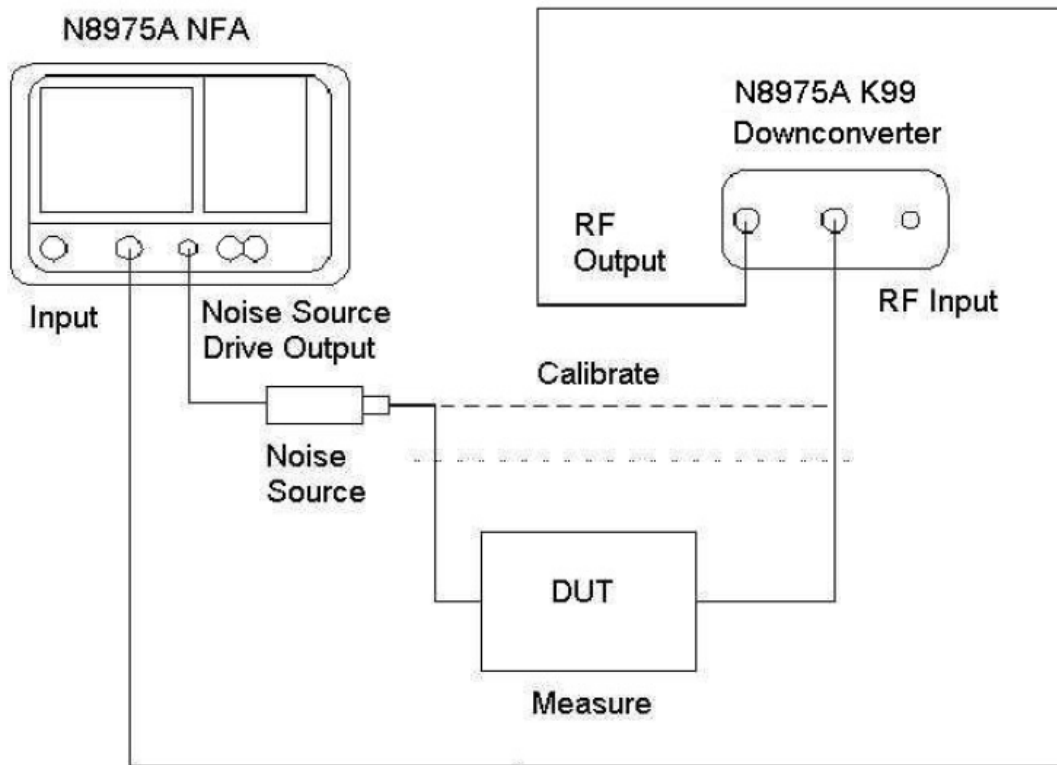 N8975A NFA
N8975A K99
Downconverter
RF
Output
RF Input
Input
Noise Source
Drive Output
Calibrate
Noise
Source
DUT
Measure